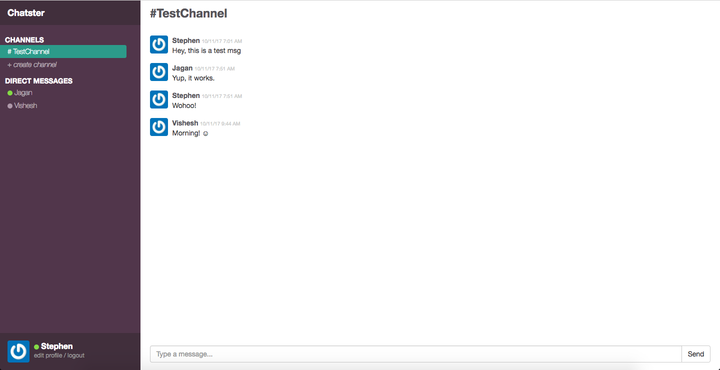 Chatster
CHANNELS
# TestChannel
+ create channel
DIRECT MESSAGES
Jagan
Vishesh
Stephen
edit profile / logout
#TestChannel
Stephen 10/11/17 7:01 AM
Hey, this is a test msg
Jagan 10/11/17 7:01 AM
Yup, it works.
Stephen 10/11/17 7:51 AM
Wohoo!
Vishesh 10/11/17 9:44 AM
Morning! ☺
Type a message...
Send